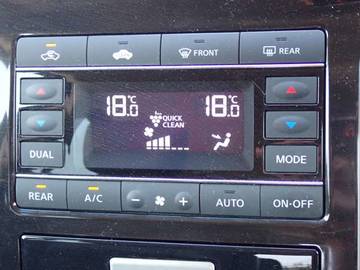 FRONT REAR
18.0°C 18.0°C
QUICK
CLEAN
DUAL MODE
REAR A/C - + AUTO ON-OFF